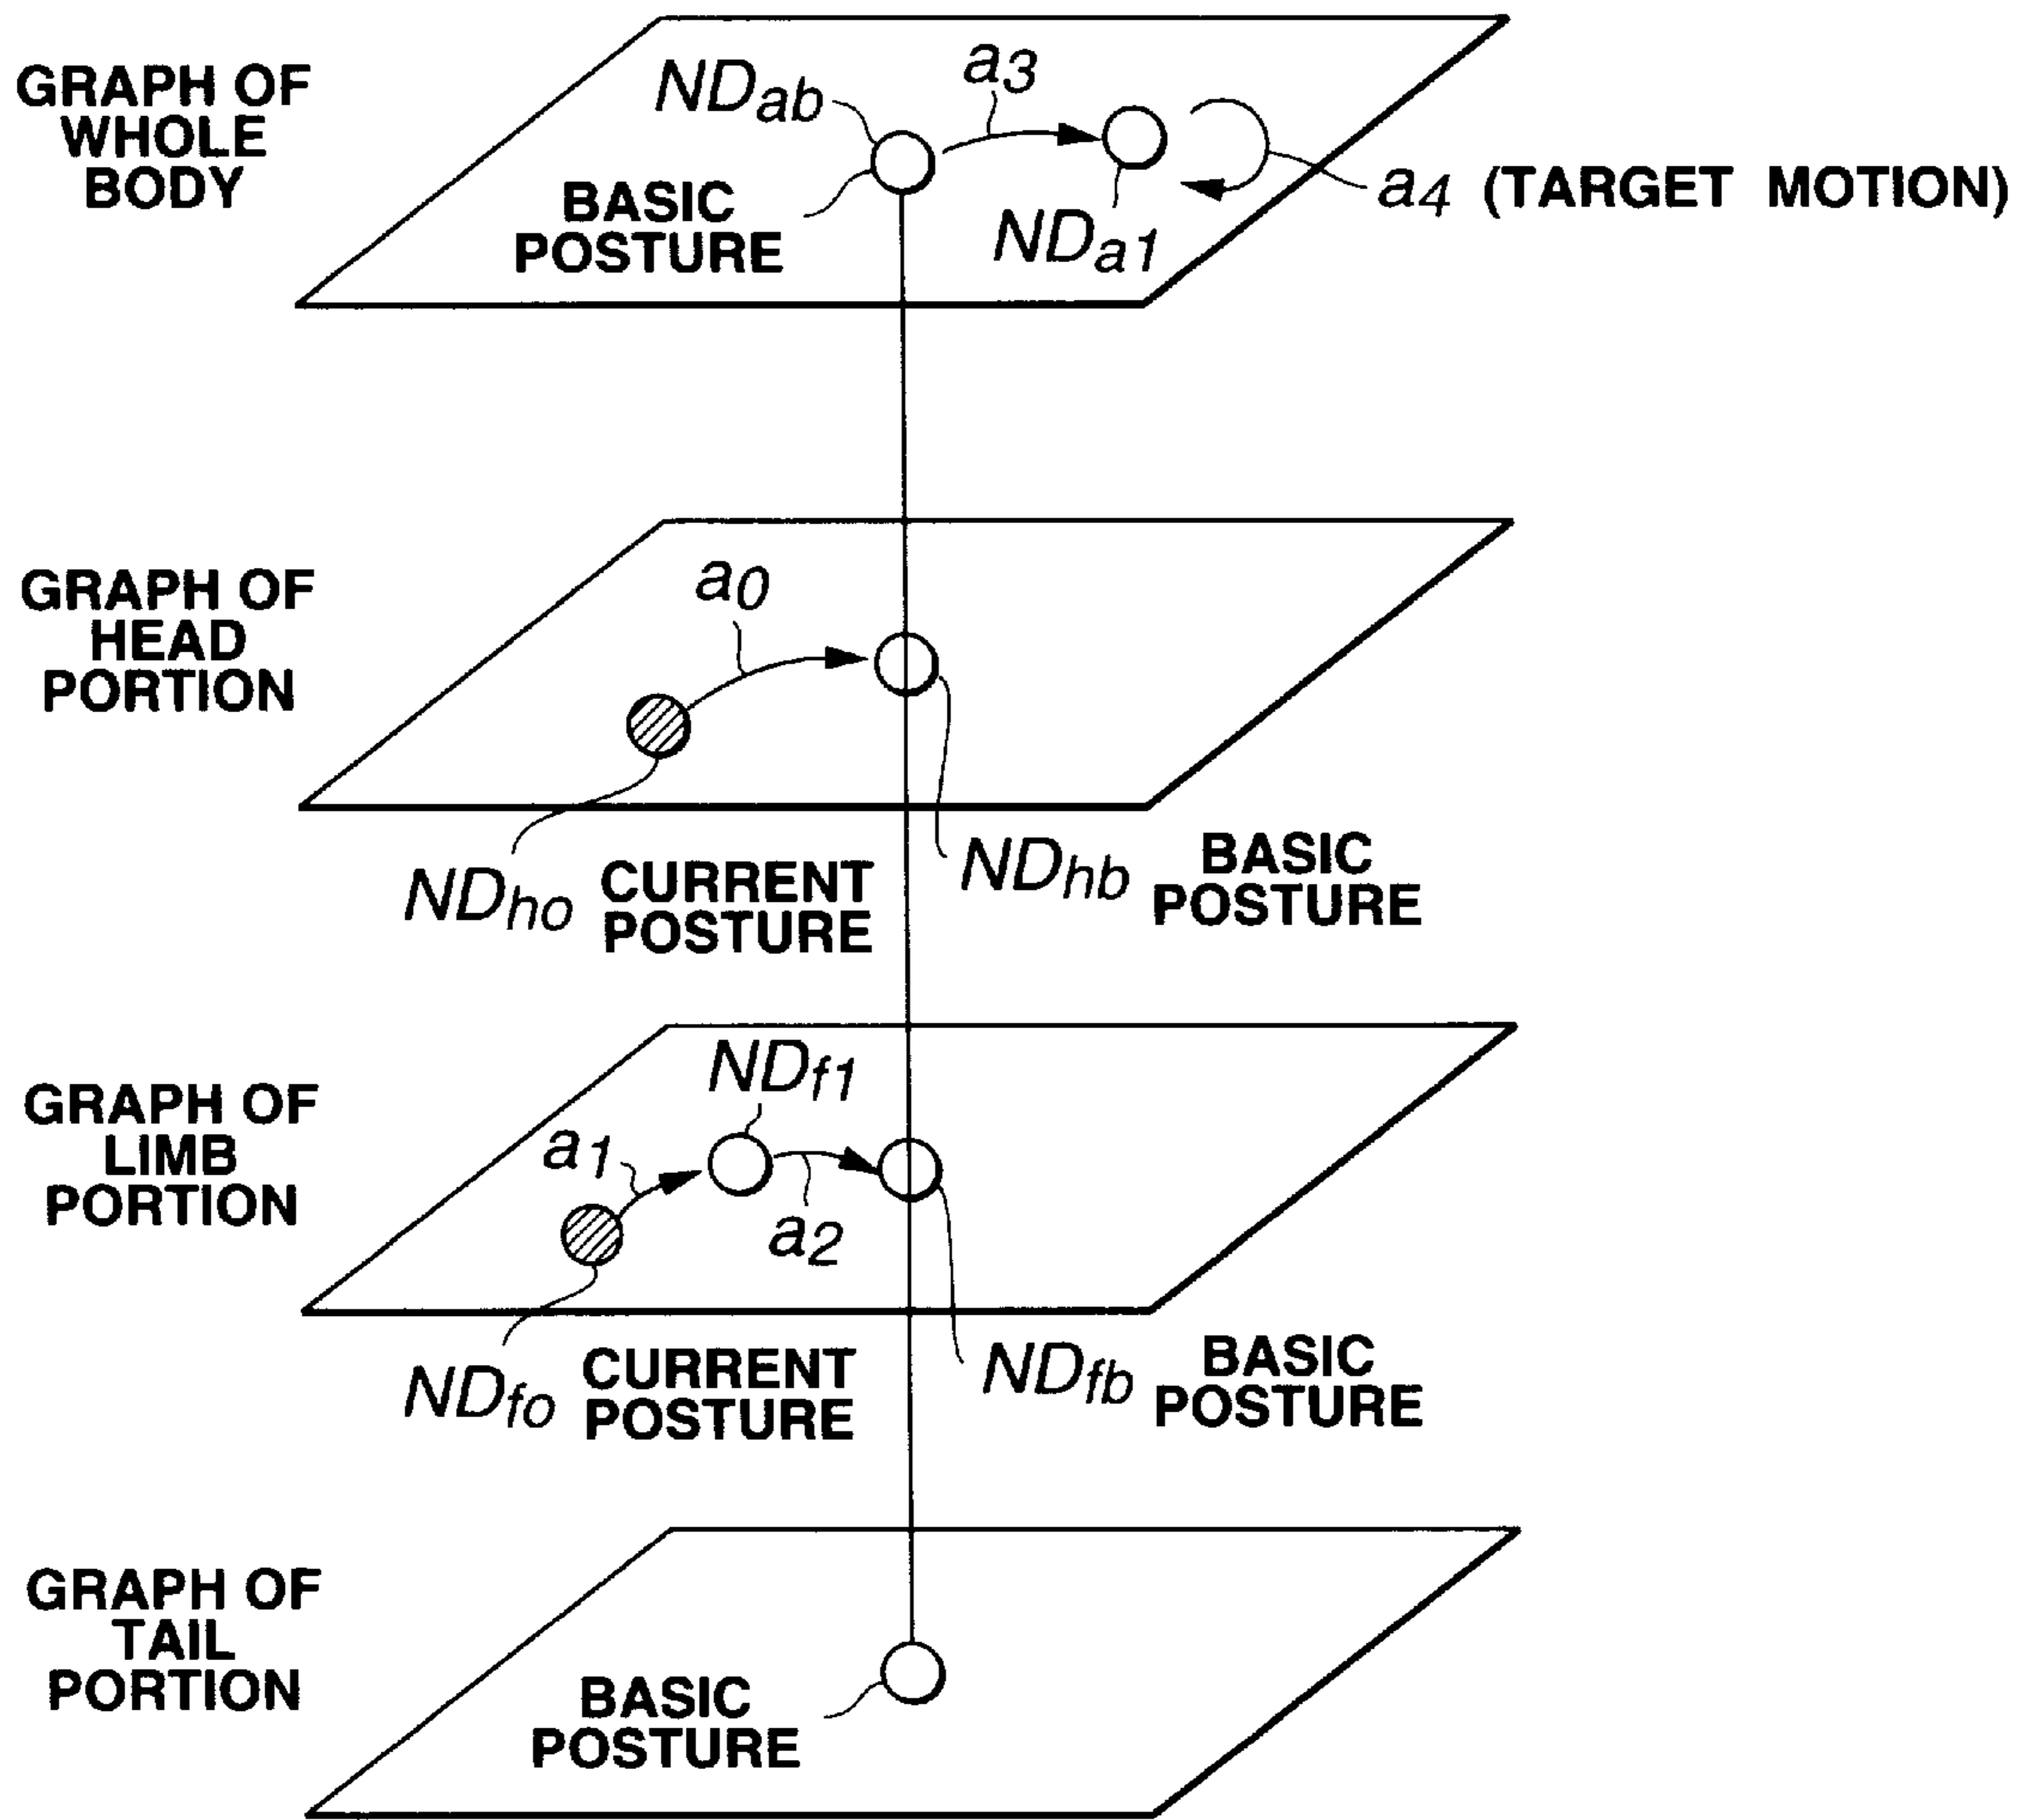 GRAPH OF
WHOLE
BODY
NDab
a3
BASIC
POSTURE
NDa1
a4 (TARGET MOTION)
GRAPH OF
HEAD
PORTION
a0
NDho
CURRENT
POSTURE
NDhb
BASIC
POSTURE
GRAPH OF
LIMB
PORTION
NDf1
a1
a2
NDfo
CURRENT
POSTURE
NDfb
BASIC
POSTURE
GRAPH OF
TAIL
PORTION
BASIC
POSTURE